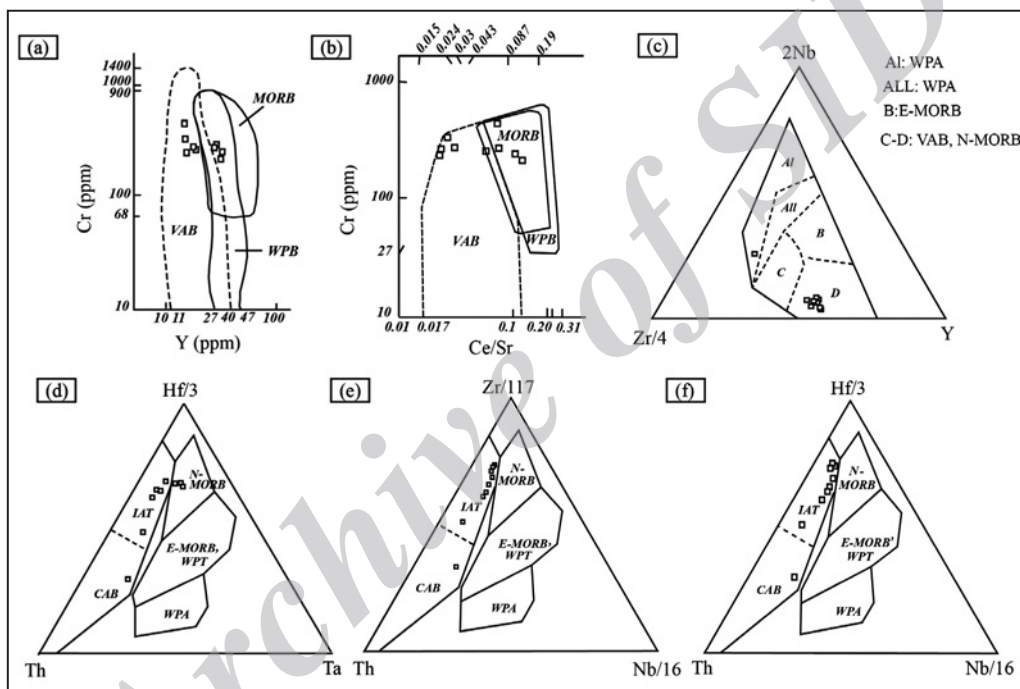 (a)
1400
1000
900
100
68
10
Cr (ppm)
MORB
VAB
WPB
10 11 27 40 47 100
Y (ppm)
(b)
0.015 0.024 0.03 0.043 0.087 0.19
1000
100
27
10
Cr (ppm)
MORB
VAB
WPB
0.01 0.017 0.1 0.20 0.31
Ce/Sr
(c)
2Nb
Al: WPA
ALL: WPA
B:E-MORB
C-D: VAB, N-MORB
Al
All
B
C
D
Zr/4 Y
(d)
Hf/3
N-
MORB
IAT
E-MORB,
WPT
CAB
WPA
Th Ta
(e)
Zr/117
N-
MORB
IAT
E-MORB,
WPT
CAB
WPA
Th Nb/16
(f)
Hf/3
N-
MORB
IAT
E-MORB'
WPT
CAB
WPA
Th Nb/16
Archive of SID